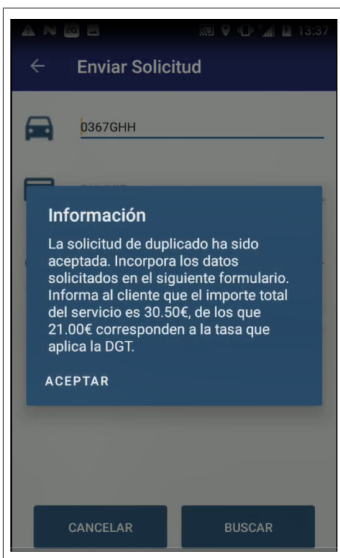 13:37
Enviar Solicitud
0367GHH
Información
La solicitud de duplicado ha sido
aceptada. Incorpora los datos
solicitados en el siguiente formulario.
Informa al cliente que el importe total
del servicio es 30.50€, de los que
21.00€ corresponden a la tasa que
aplica la DGT.
ACEPTAR
CANCELAR
BUSCAR